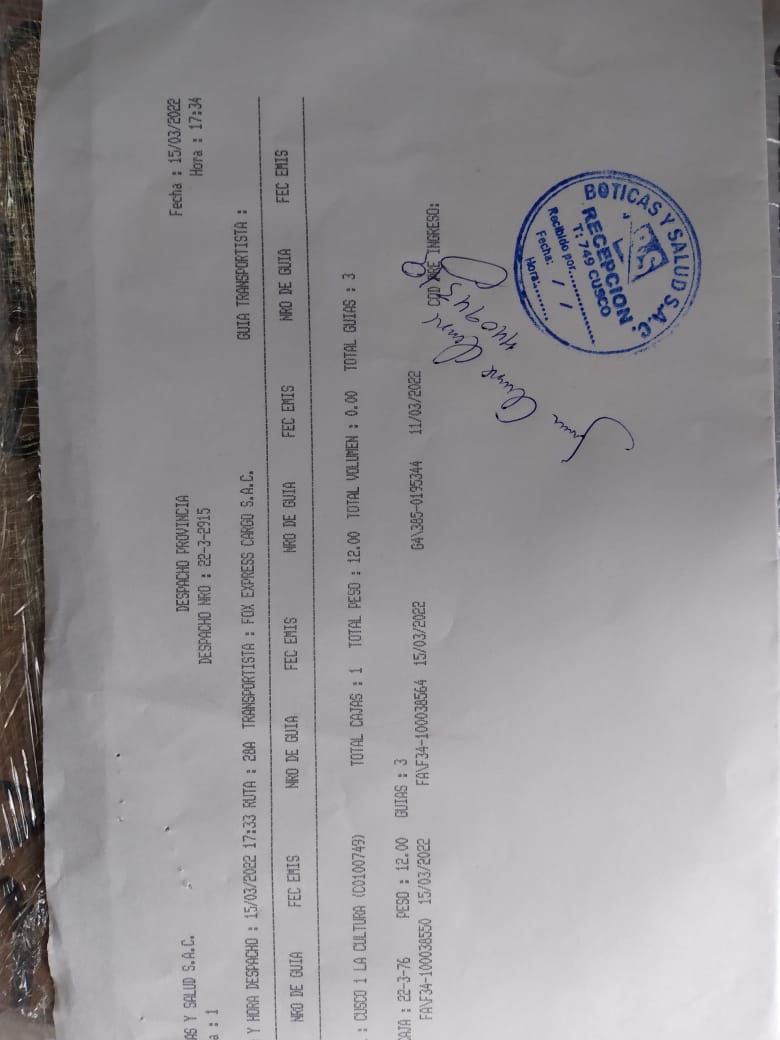 AS Y SALUD S.A.C. DESPACHO PROVINCIA Fecha : 15/03/2022
a : 1 DESPACHO NRO : 22-3-2915 Hora : 17:34
Y HORA DESPACHO : 15/03/2022 17:33 RUTA : 28A TRANSPORTISTA : FOX EXPRESS CARGO S.A.C. GUIA TRANSPORTISTA :
NRO DE GUIA FEC EMIS NRO DE GUIA FEC EMIS NRO DE GUIA FEC EMIS NRO DE GUIA FEC EMIS
: CUSCO 1 LA CULTURA (C0100749) TOTAL CAJAS : 1 TOTAL PESO : 12.00 TOTAL VOLUMEN : 0.00 TOTAL GUIAS : 3
CAJA : 22-3-76 PESO : 12.00 GUIAS : 3
FA\F34-100038550 15/03/2022 FA\F34-100038564 15/03/2022 G4\385-0195344 11/03/2022
COD PRE INGRESO:
BOTICAS Y SALUD S.A.C.
BS
RECEPCION
T: 749 CUSCO
Recibido por:..............
Fecha: / /
Hora:.........